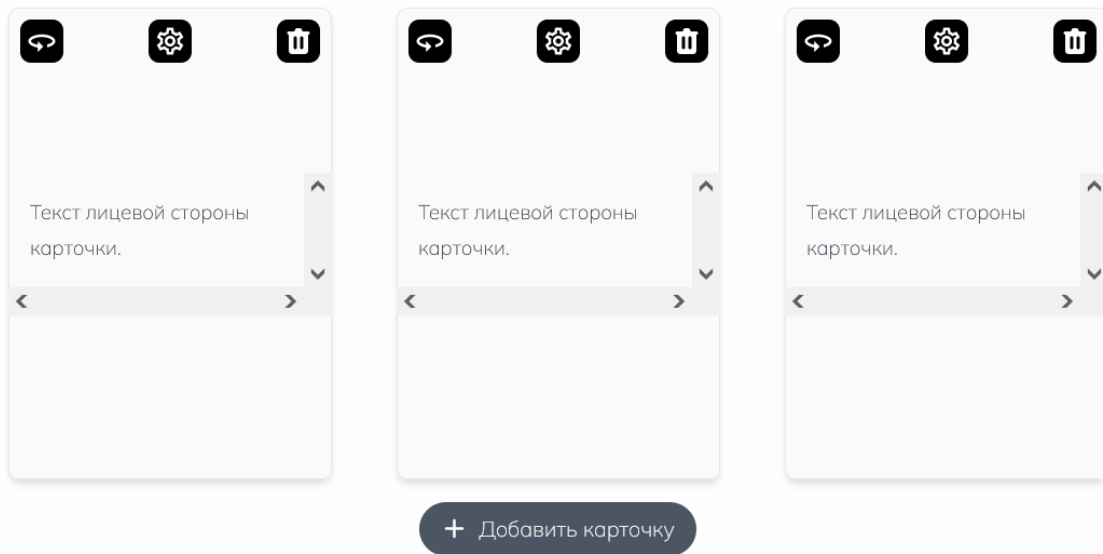 Текст лицевой стороны
карточки.
Текст лицевой стороны
карточки.
Текст лицевой стороны
карточки.
+ Добавить карточку